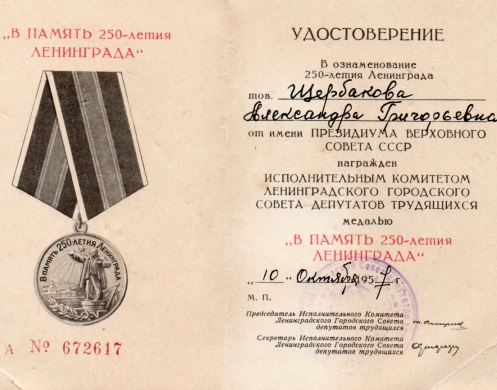 „В ПАМЯТЬ 250-летия
ЛЕНИНГРАДА“
В ПАМЯТЬ 250-ЛЕТИЯ ЛЕНИНГРАДА
А № 672617
УДОСТОВЕРЕНИЕ
В ознаменование
250-летия Ленинграда
тов. Щербакова
Александра Григорьевна
от имени ПРЕЗИДИУМА ВЕРХОВНОГО
СОВЕТА СССР
награжден
ИСПОЛНИТЕЛЬНЫМ КОМИТЕТОМ
ЛЕНИНГРАДСКОГО ГОРОДСКОГО
СОВЕТА ДЕПУТАТОВ ТРУДЯЩИХСЯ
медалью
„В ПАМЯТЬ 250-летия
ЛЕНИНГРАДА“
„10“ Октября 1957 г.
М. П.
Председатель Исполнительного Комитета
Ленинградского Городского Совета
депутатов трудящихся
Секретарь Исполнительного Комитета
Ленинградского Городского Совета
депутатов трудящихся